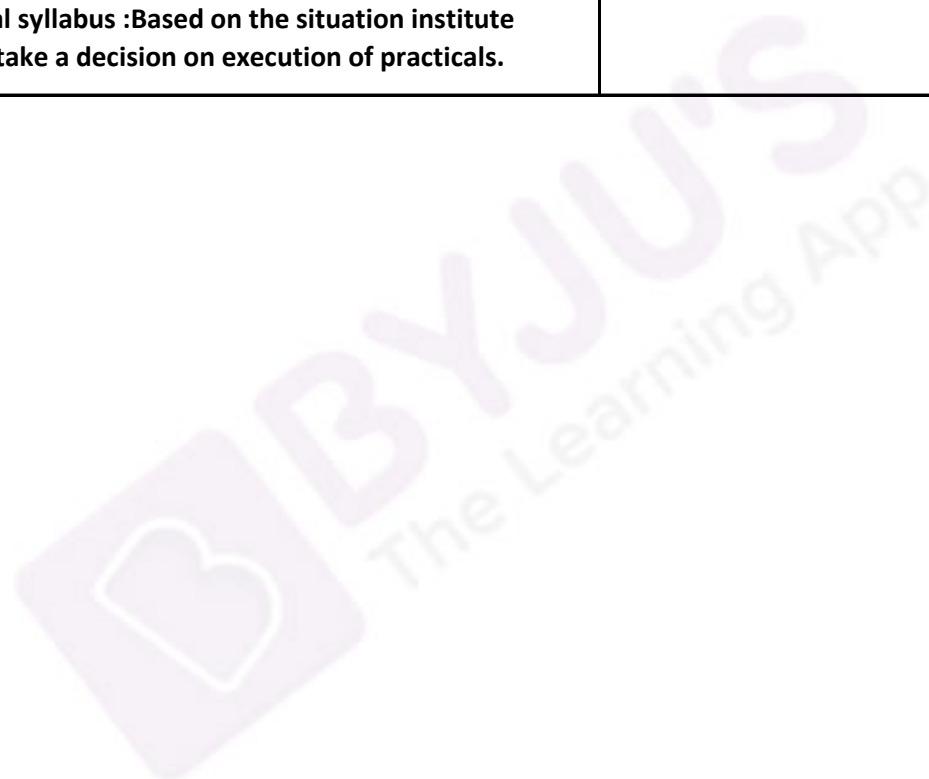 al syllabus :Based on the situation institute
take a decision on execution of practicals.
BYJU'S
The Learning App